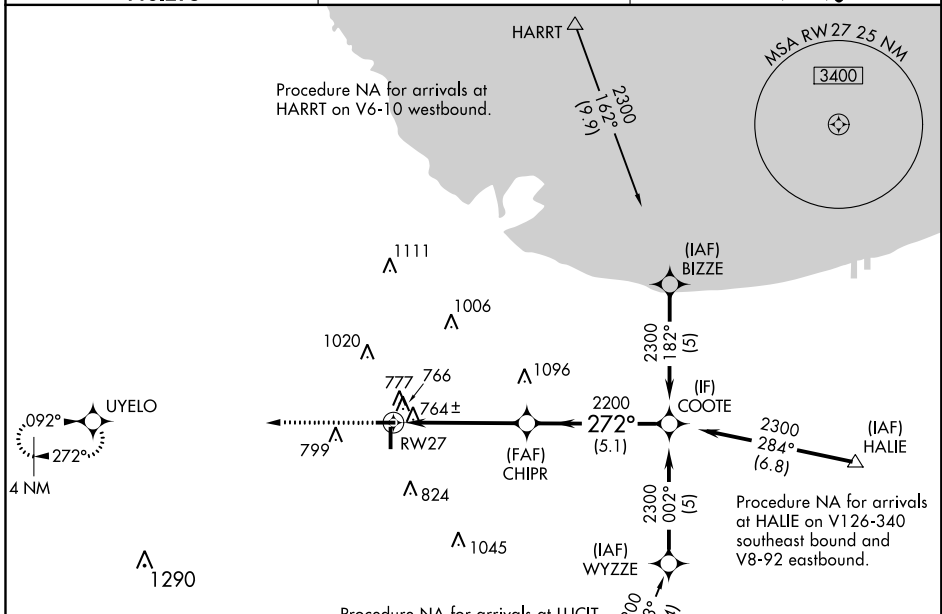 HARRT
MSA RW 27 25 NM
3400
Procedure NA for arrivals at
HARRT on V6-10 westbound.
2300
162°
(9.9)
1111
(IAF)
BIZZE
1006
2300
182°
(5)
1020
1096
777
766
764±
(IF)
COOTE
UYELO
092°
272°
4 NM
799
RW27
2200
272°
(5.1)
(FAF)
CHIPR
2300
284°
(6.8)
(IAF)
HALIE
824
2300
002°
(5)
Procedure NA for arrivals
at HALIE on V126-340
southeast bound and
V8-92 eastbound.
1045
(IAF)
WYZZE
1290